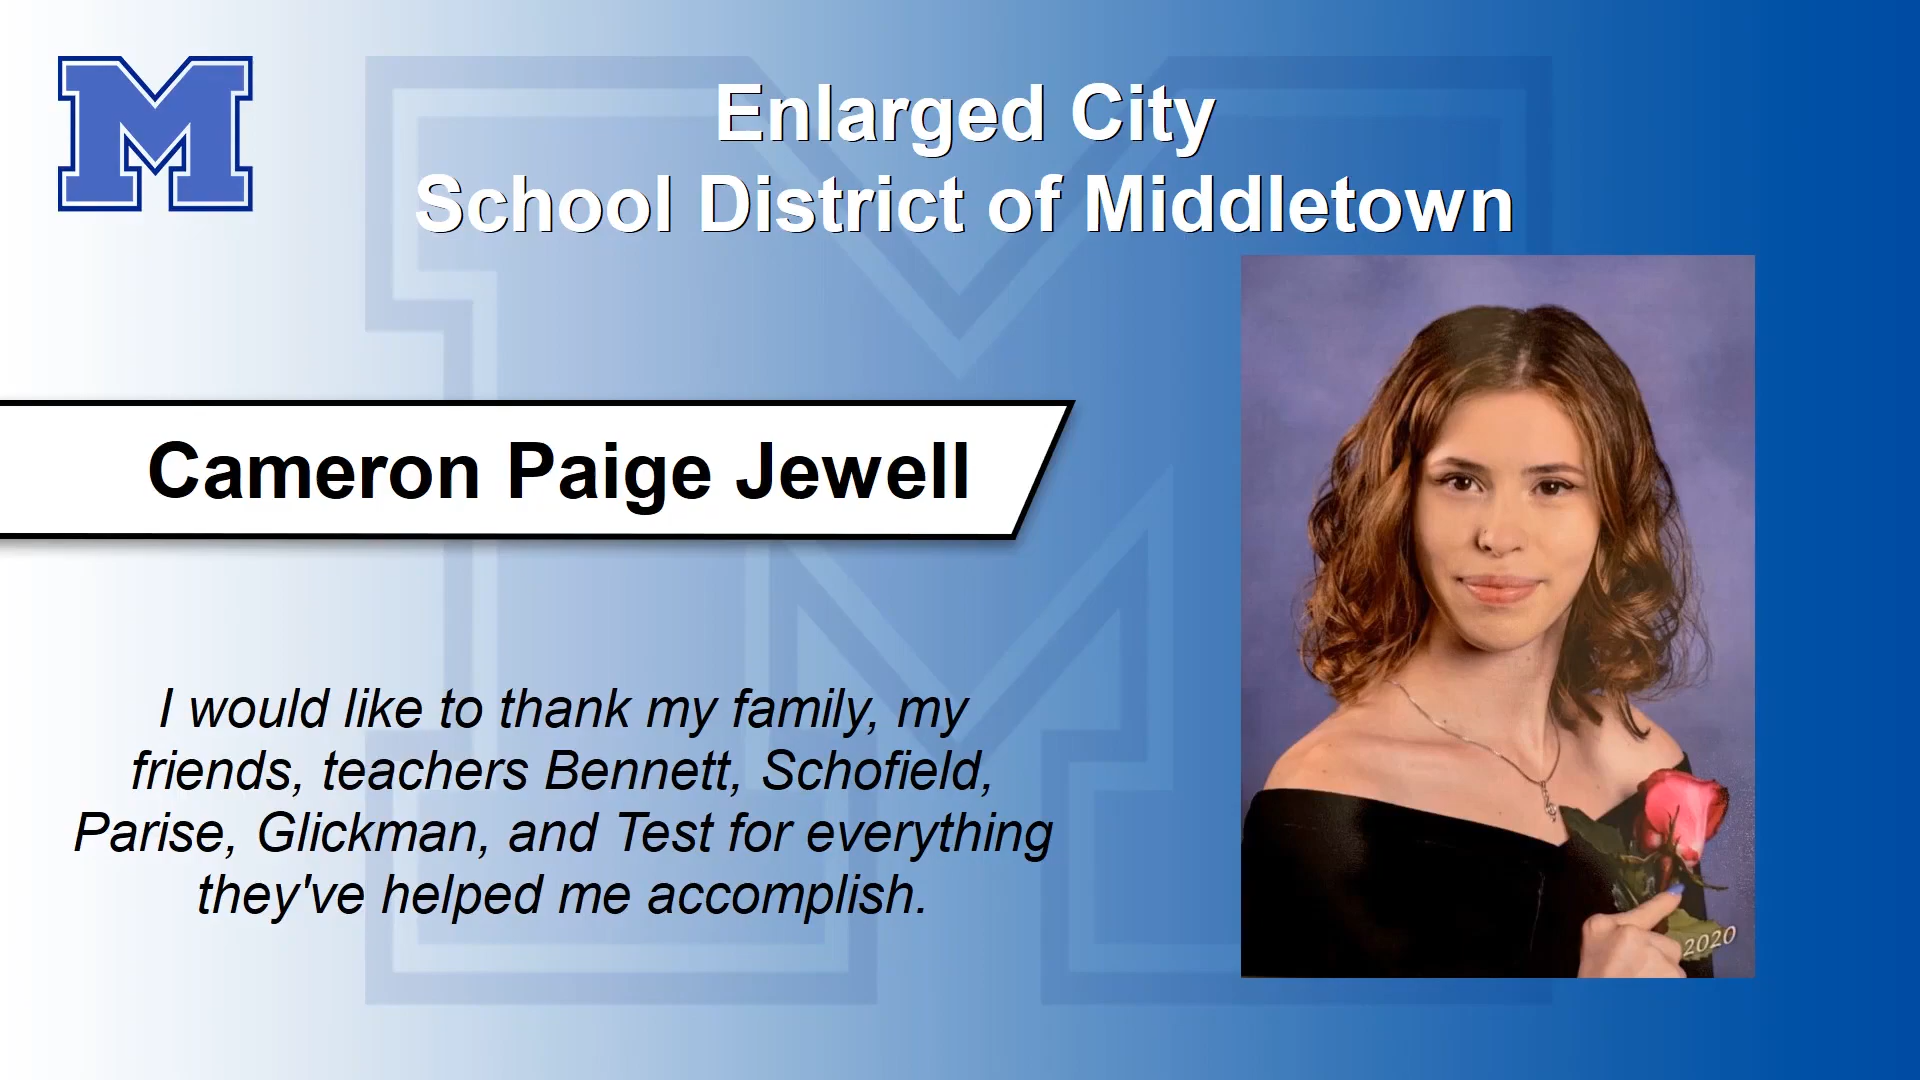 M
Enlarged City
School District of Middletown
Cameron Paige Jewell
I would like to thank my family, my
friends, teachers Bennett, Schofield,
Parise, Glickman, and Test for everything
they've helped me accomplish.
2020